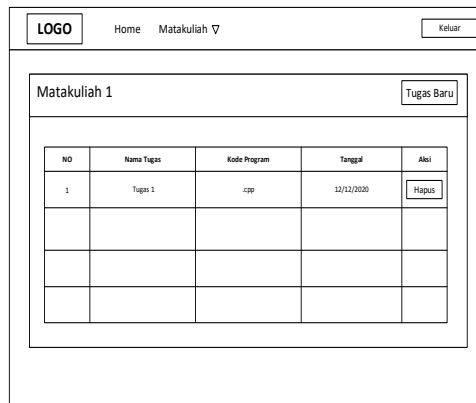 LOGO Home Matakuliah ∇ Keluar
Matakuliah 1 Tugas Baru
NO Nama Tugas Kode Program Tanggal Aksi
1 Tugas 1 .cpp 12/12/2020 Hapus